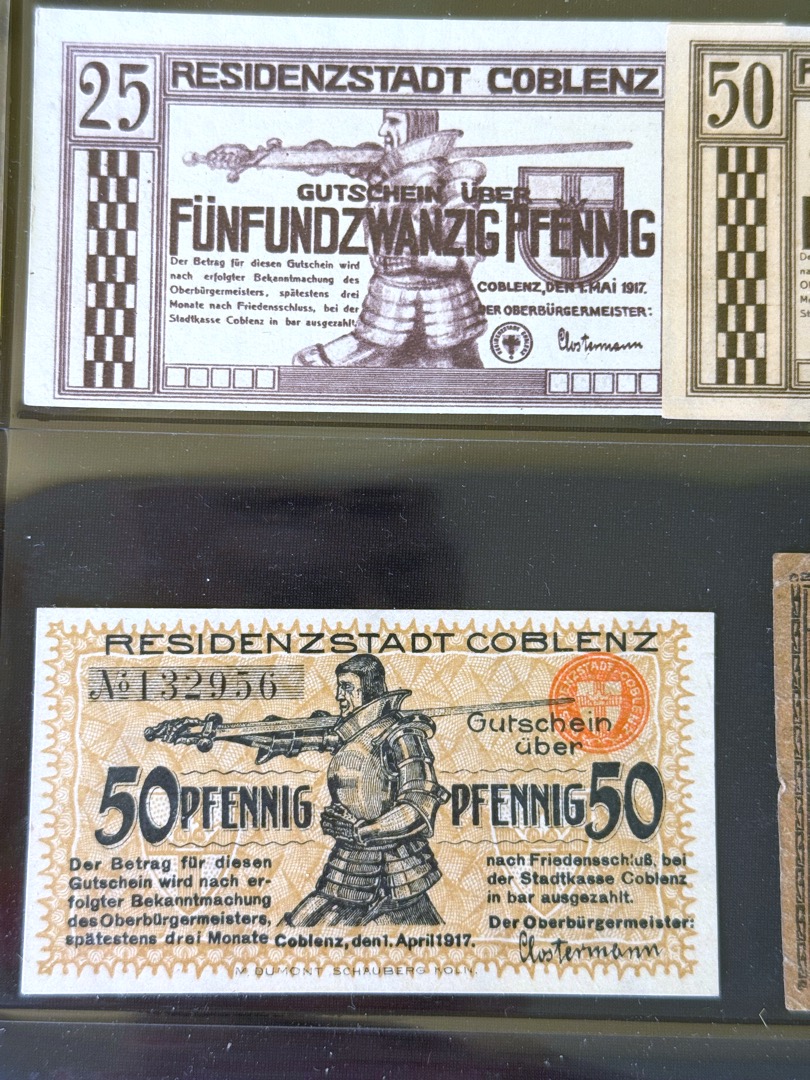 25
RESIDENZSTADT COBLENZ
GUTSCHEIN ÜBER
FÜNFUNDZWANZIG PFENNIG
Der Betrag für diesen Gutschein wird
nach erfolgter Bekanntmachung des
Oberbürgermeisters, spätestens drei
Monate nach Friedensschluss, bei der
Stadtkasse Coblenz in bar ausgezahlt.
COBLENZ, DEN 1. MAI 1917.
DER OBERBÜRGERMEISTER:
Clostermann
50
RESIDENZSTADT COBLENZ
No 132956
Gutschein
über
50 PFENNIG
PFENNIG 50
Der Betrag für diesen
Gutschein wird nach er-
folgter Bekanntmachung
des Oberbürgermeisters,
spätestens drei Monate
nach Friedensschluß, bei
der Stadtkasse Coblenz
in bar ausgezahlt.
Coblenz, den 1. April 1917.
Der Oberbürgermeister:
Clostermann
M. DUMONT SCHAUBERG KÖLN.